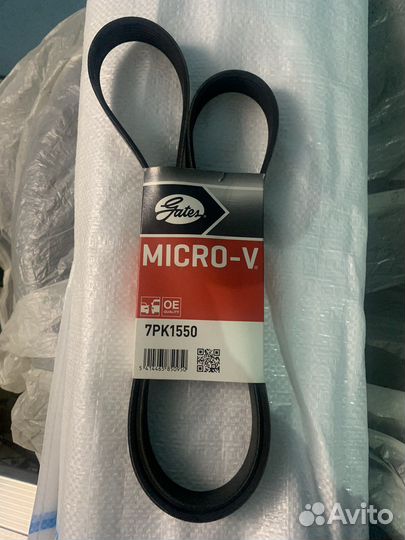 Gates
MICRO-V®
OE
QUALITY
7PK1550
Avito